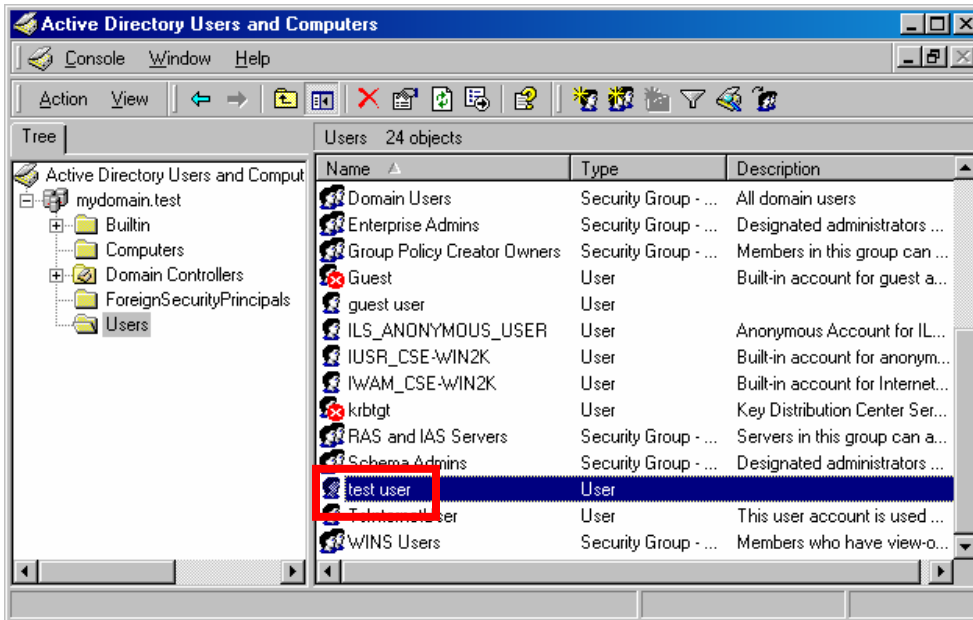 Active Directory Users and Computers
Console Window Help
Action View
Tree
Users 24 objects
Active Directory Users and Comput
mydomain.test
Builtin
Computers
Domain Controllers
ForeignSecurityPrincipals
Users
Name Type Description
Domain Users Security Group - ... All domain users
Enterprise Admins Security Group - ... Designated administrators ...
Group Policy Creator Owners Security Group - ... Members in this group can ...
Guest User Built-in account for guest a...
guest user User
ILS_ANONYMOUS_USER User Anonymous Account for IL...
IUSR_CSE-WIN2K User Built-in account for anonym...
IWAM_CSE-WIN2K User Built-in account for Internet...
krbtgt User Key Distribution Center Ser...
RAS and IAS Servers Security Group - ... Servers in this group can a...
Schema Admins Security Group - ... Designated administrators ...
test user User
TsInternetUser User This user account is used ...
WINS Users Security Group - ... Members who have view-o...